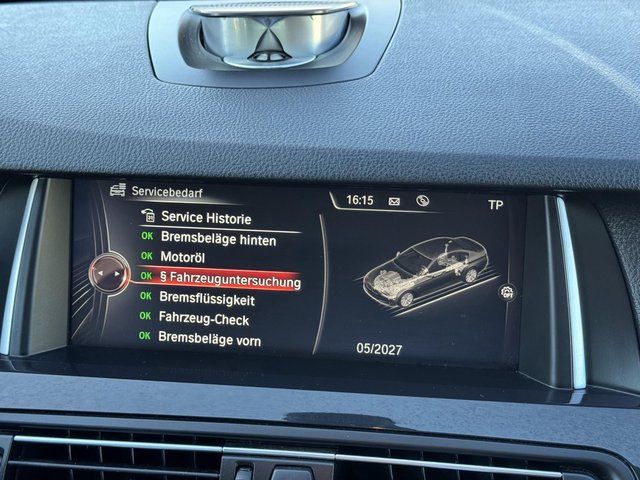 Servicebedarf
16:15
TP
Service Historie
OK Bremsbeläge hinten
OK Motoröl
OK § Fahrzeuguntersuchung
OK Bremsflüssigkeit
OK Fahrzeug-Check
OK Bremsbeläge vorn
OFF
05/2027